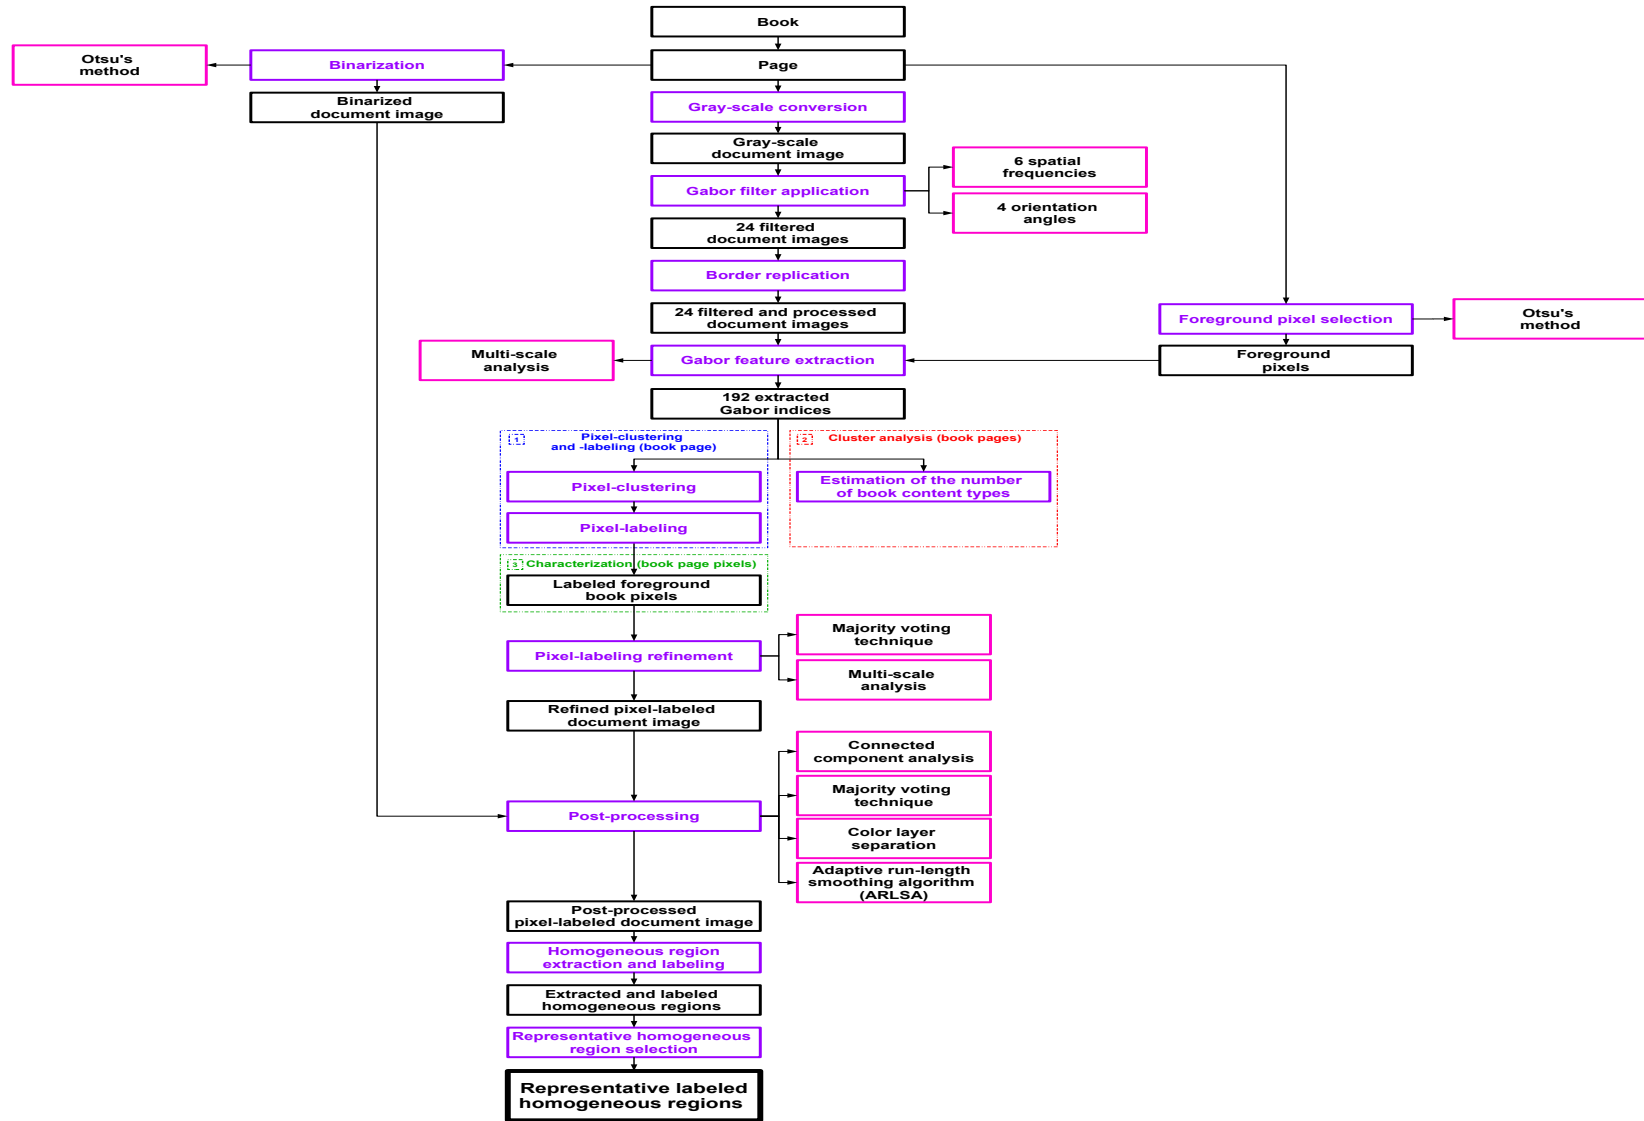 Book
Otsu's
method
Binarization
Page
Binarized
document image
Gray-scale conversion
Gray-scale
document image
6 spatial
frequencies
Gabor filter application
4 orientation
angles
24 filtered
document images
Border replication
24 filtered and processed
document images
Foreground pixel selection
Otsu's
method
Multi-scale
analysis
Gabor feature extraction
Foreground
pixels
192 extracted
Gabor indices
1 Pixel-clustering
and -labeling (book page)
2 Cluster analysis (book pages)
Pixel-clustering
Estimation of the number
of book content types
Pixel-labeling
3 Characterization (book page pixels)
Labeled foreground
book pixels
Majority voting
technique
Pixel-labeling refinement
Multi-scale
analysis
Refined pixel-labeled
document image
Connected
component analysis
Majority voting
technique
Post-processing
Color layer
separation
Adaptive run-length
smoothing algorithm
(ARLSA)
Post-processed
pixel-labeled document image
Homogeneous region
extraction and labeling
Extracted and labeled
homogeneous regions
Representative homogeneous
region selection
Representative labeled
homogeneous regions